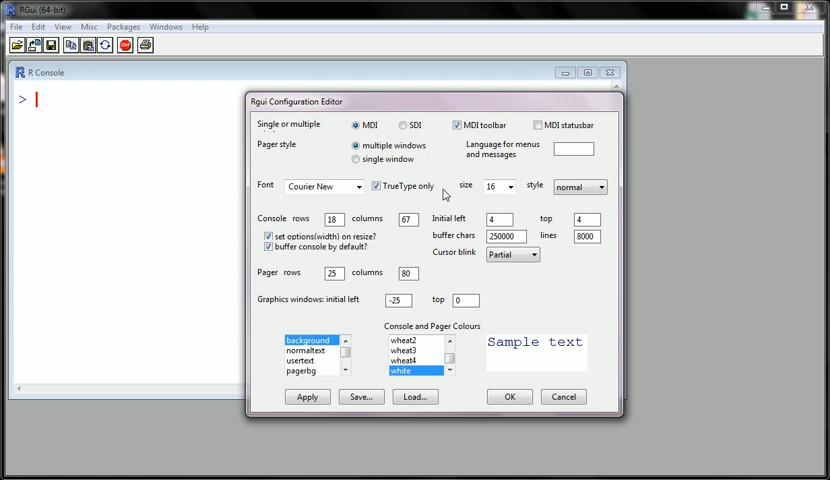 RGui (64-bit)
File Edit View Misc Packages Windows Help
STOP
R Console
>
Rgui Configuration Editor
Single or multiple
MDI SDI MDI toolbar MDI statusbar
Pager style multiple windows Language for menus
single window and messages
Font Courier New TrueType only size 16 style normal
Console rows 18 columns 67 Initial left 4 top 4
set options(width) on resize? buffer chars 250000 lines 8000
buffer console by default? Cursor blink Partial
Pager rows 25 columns 80
Graphics windows: initial left -25 top 0
Console and Pager Colours
background wheat2 Sample text
normaltext wheat3
usertext wheat4
pagerbg white
Apply Save... Load... OK Cancel